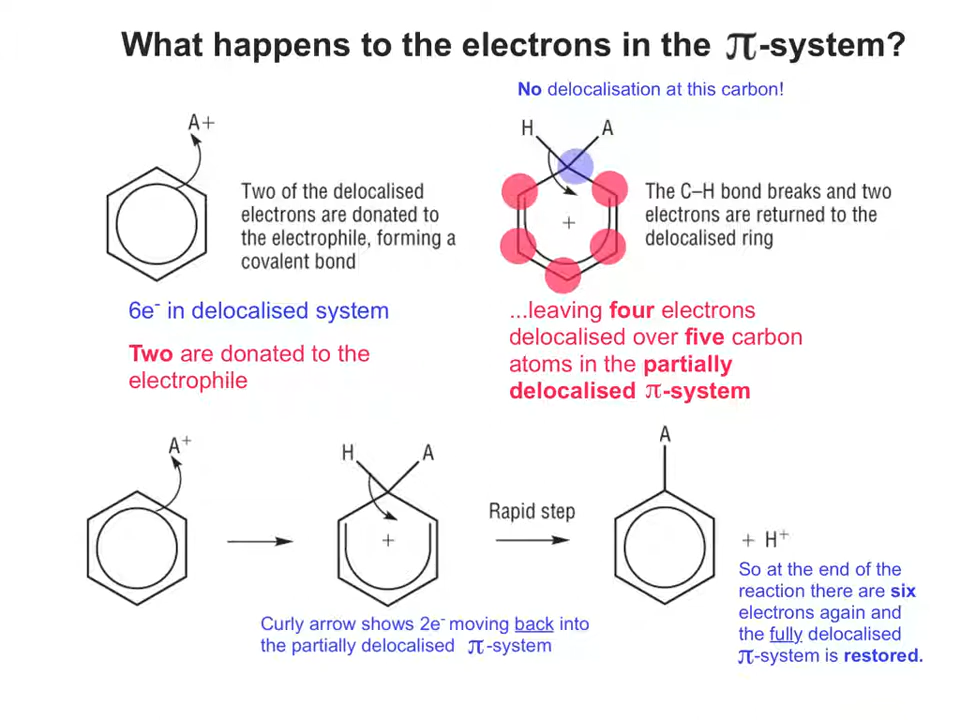 What happens to the electrons in the π-system?
No delocalisation at this carbon!
A+
H
A
Two of the delocalised
electrons are donated to
the electrophile, forming a
covalent bond
+
The C–H bond breaks and two
electrons are returned to the
delocalised ring
6e⁻ in delocalised system
Two are donated to the
electrophile
...leaving four electrons
delocalised over five carbon
atoms in the partially
delocalised π-system
A⁺
H
A
+
Rapid step
A
+ H⁺
Curly arrow shows 2e⁻ moving back into
the partially delocalised π-system
So at the end of the
reaction there are six
electrons again and
the fully delocalised
π-system is restored.